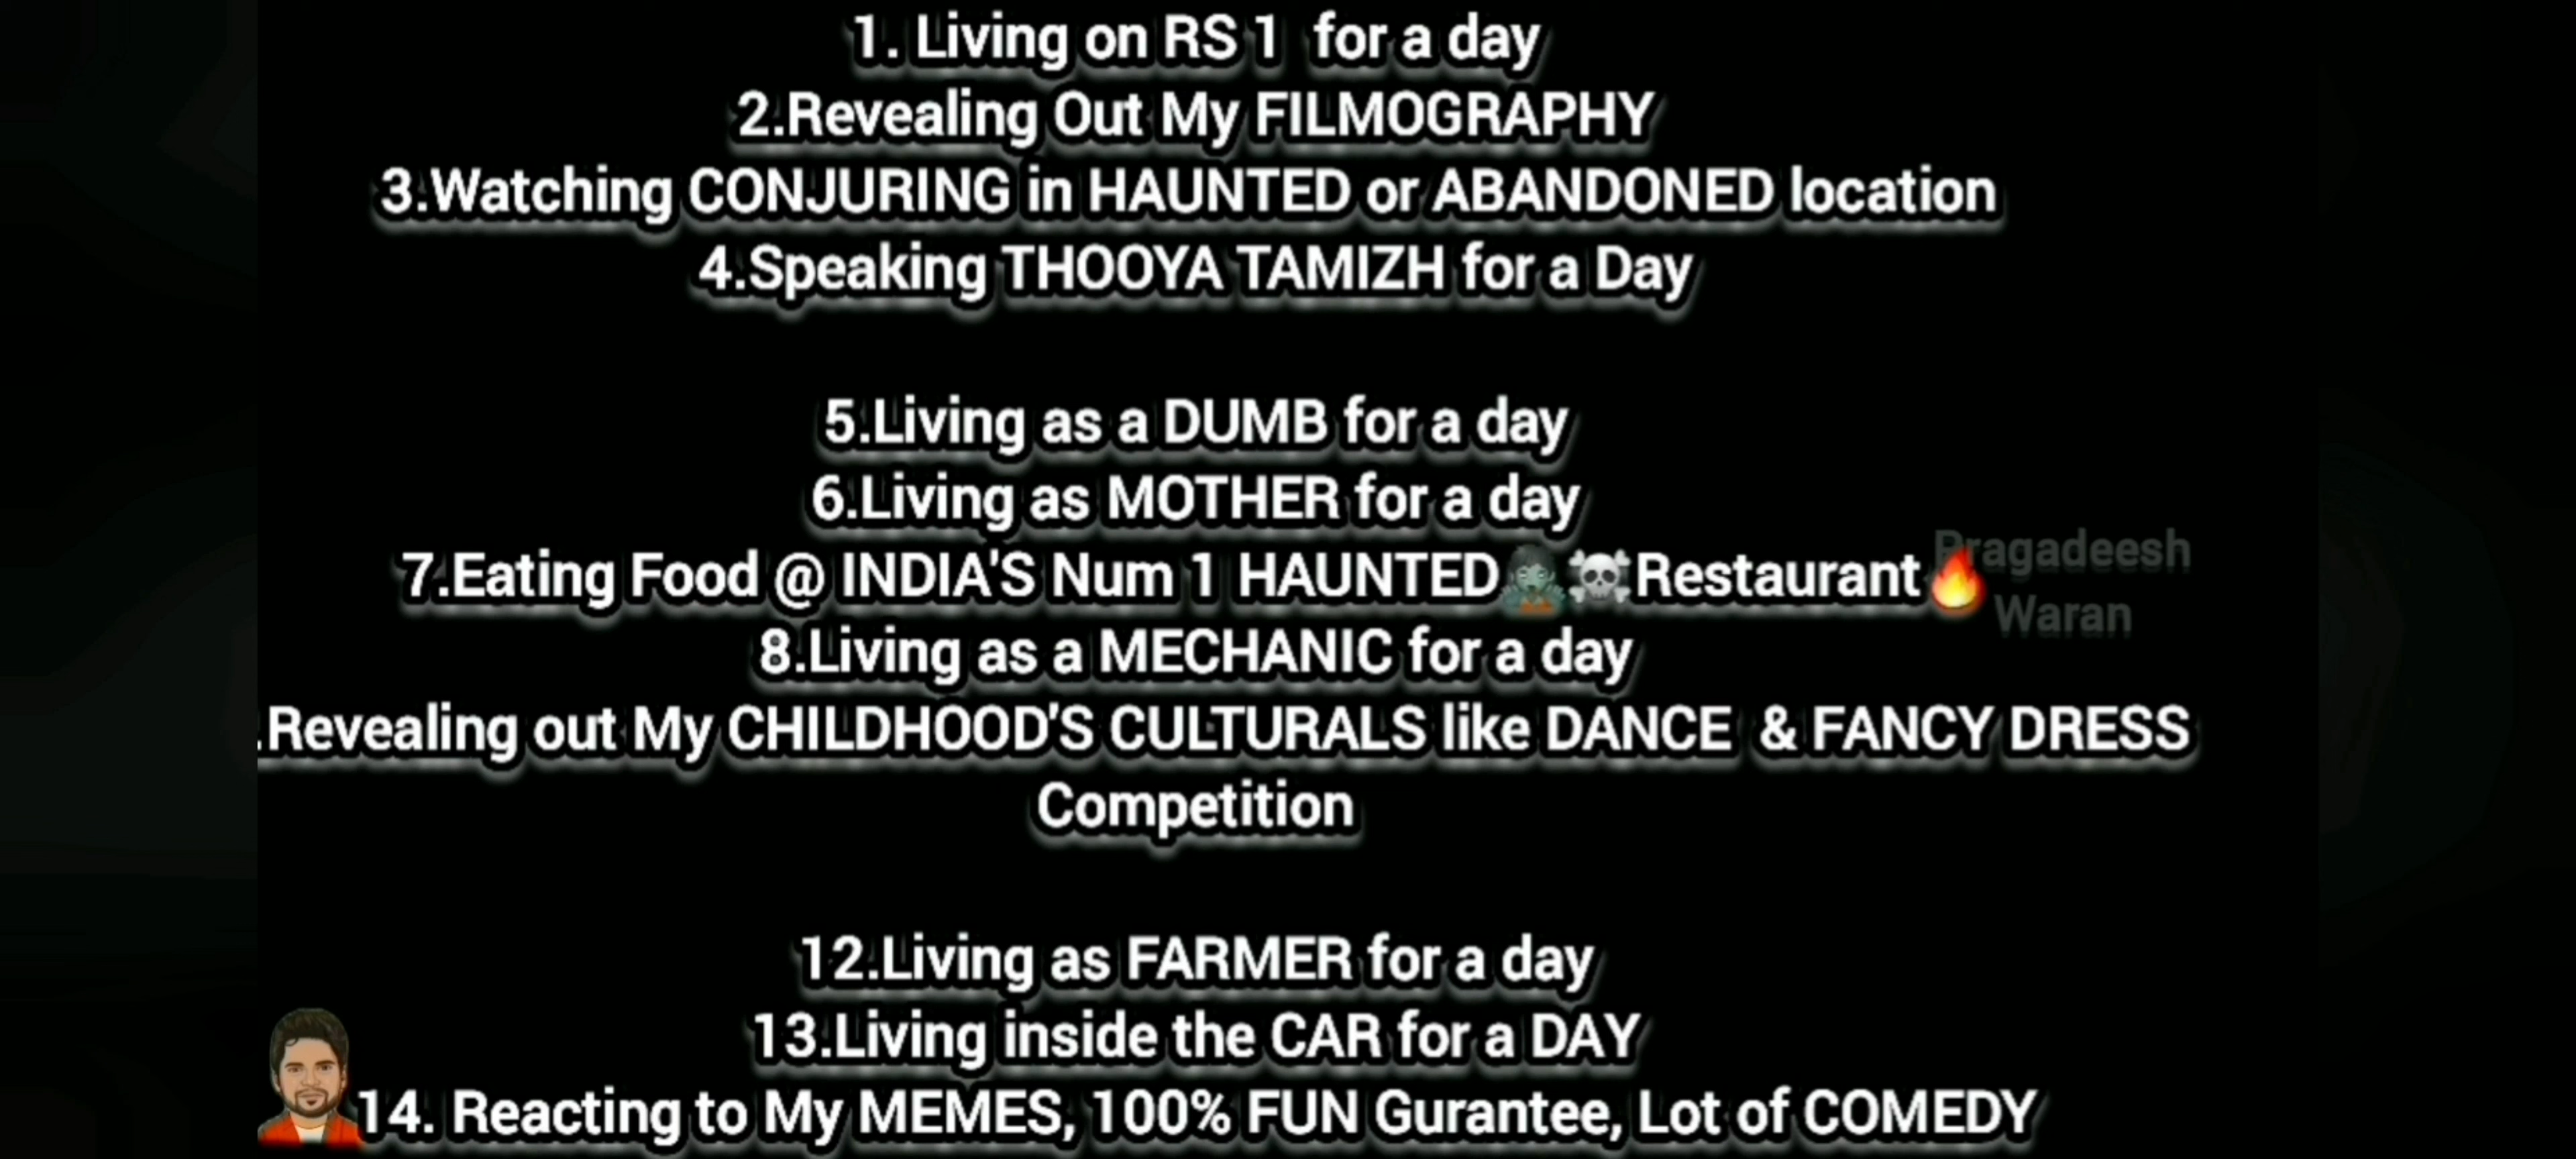 1. Living on RS 1 for a day
2.Revealing Out My FILMOGRAPHY
3.Watching CONJURING in HAUNTED or ABANDONED location
4.Speaking THOOYA TAMIZH for a Day
5.Living as a DUMB for a day
6.Living as MOTHER for a day
7.Eating Food @ INDIA'S Num 1 HAUNTED🧟☠️Restaurant🔥
Pragadeesh
Waran
8.Living as a MECHANIC for a day
.Revealing out My CHILDHOOD'S CULTURALS like DANCE & FANCY DRESS
Competition
12.Living as FARMER for a day
13.Living inside the CAR for a DAY
14. Reacting to My MEMES, 100% FUN Gurantee, Lot of COMEDY